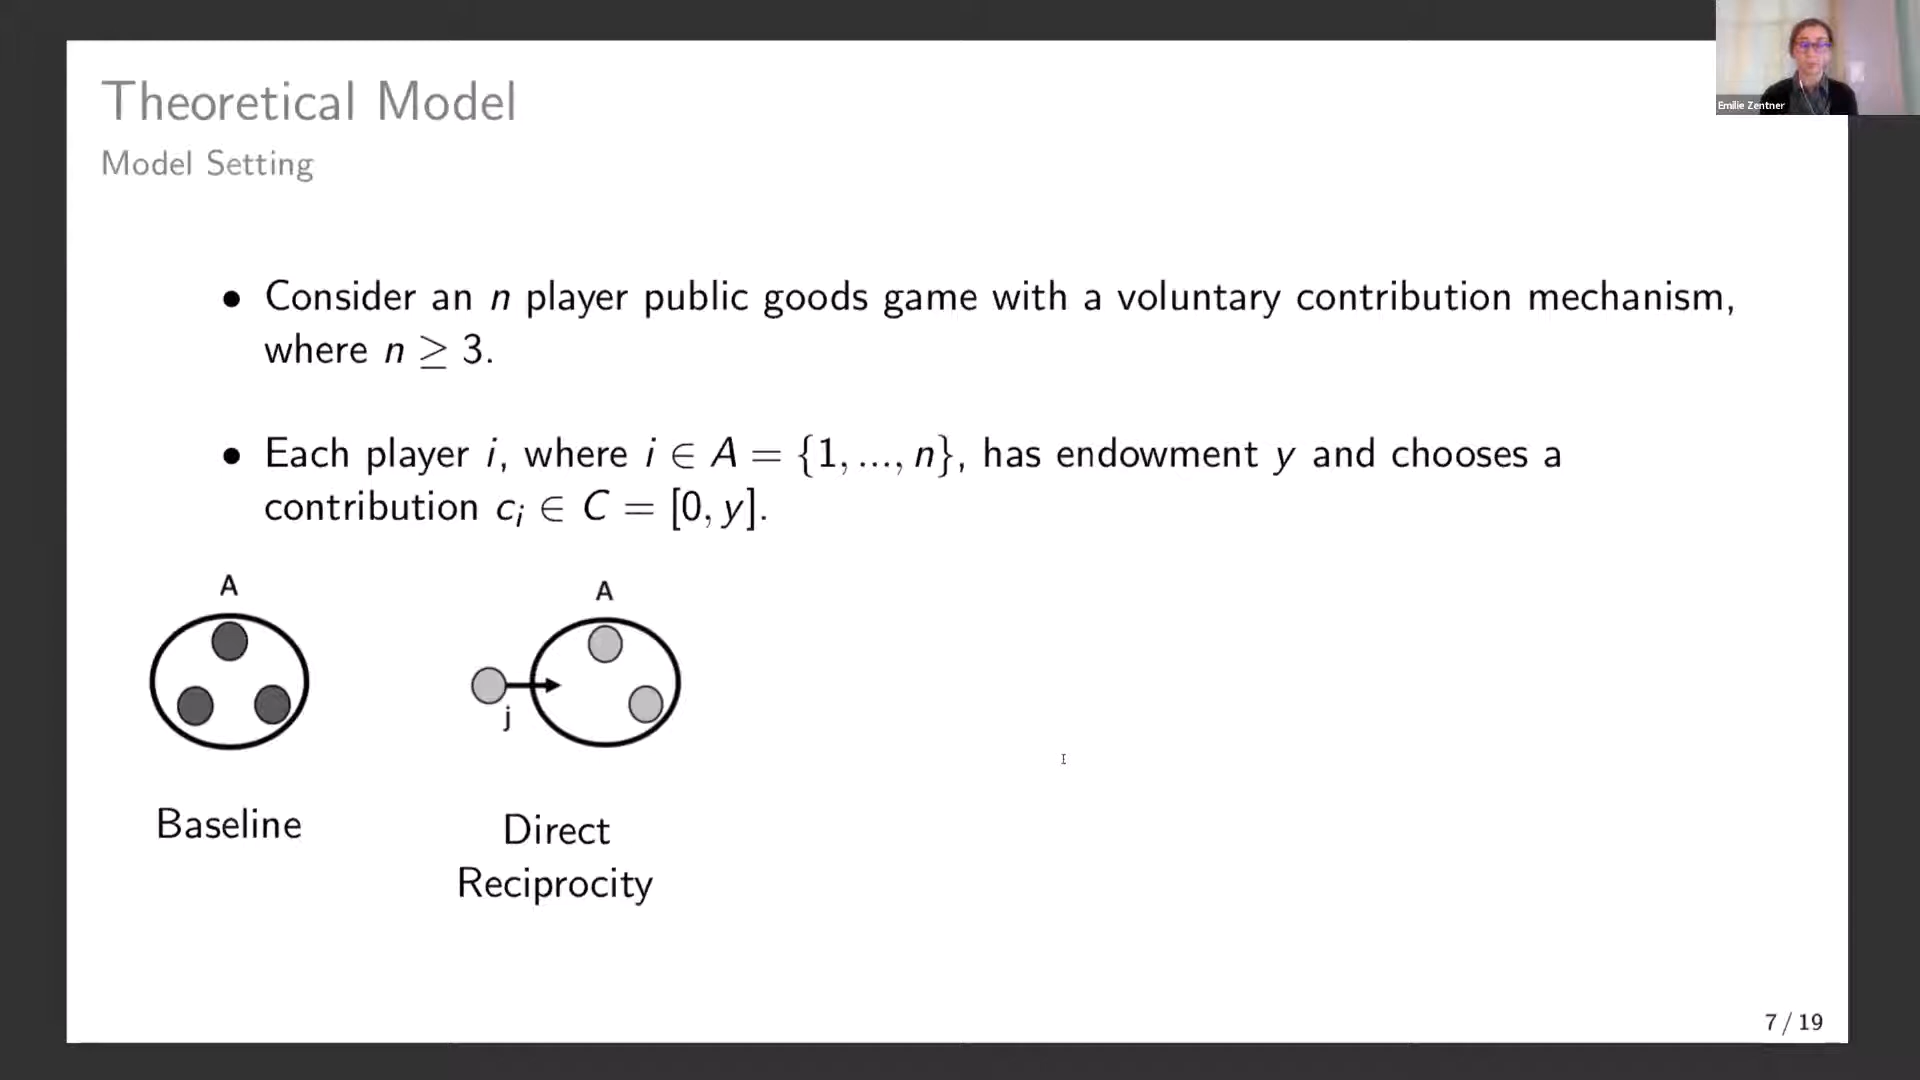 Emilie Zentner
Theoretical Model
Model Setting
• Consider an n player public goods game with a voluntary contribution mechanism,
where n ≥ 3.
• Each player i, where i ∈ A = {1, ..., n}, has endowment y and chooses a
contribution cᵢ ∈ C = [0, y].
A
A
j
Baseline
Direct
Reciprocity
7 / 19